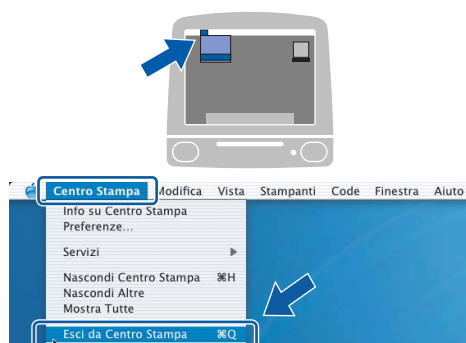 Centro Stampa Modifica Vista Stampanti Code Finestra Aiuto
Info su Centro Stampa
Preferenze...
Servizi ▶
Nascondi Centro Stampa ⌘H
Nascondi Altre
Mostra Tutte
Esci da Centro Stampa ⌘Q